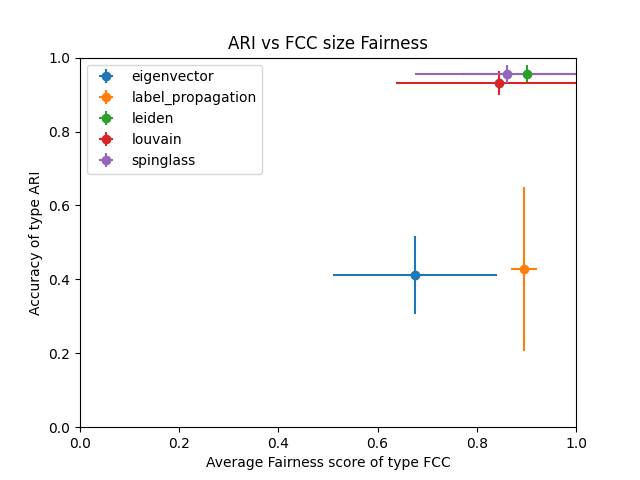 ARI vs FCC size Fairness
1.0
0.8
0.6
0.4
0.2
0.0
Accuracy of type ARI
eigenvector
label_propagation
leiden
louvain
spinglass
0.0 0.2 0.4 0.6 0.8 1.0
Average Fairness score of type FCC